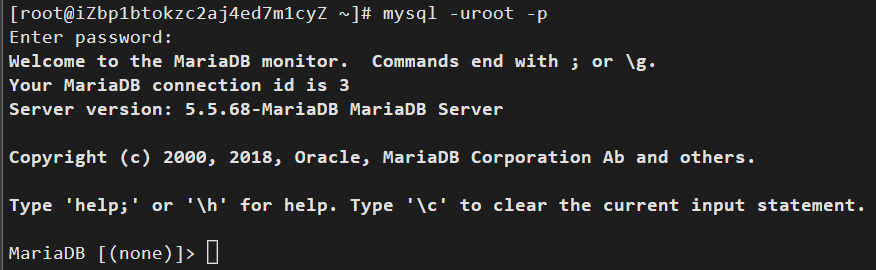 [root@iZbp1btokzc2aj4ed7m1cyZ ~]# mysql -uroot -p
Enter password:
Welcome to the MariaDB monitor.  Commands end with ; or \g.
Your MariaDB connection id is 3
Server version: 5.5.68-MariaDB MariaDB Server
Copyright (c) 2000, 2018, Oracle, MariaDB Corporation Ab and others.
Type 'help;' or '\h' for help. Type '\c' to clear the current input statement.
MariaDB [(none)]>